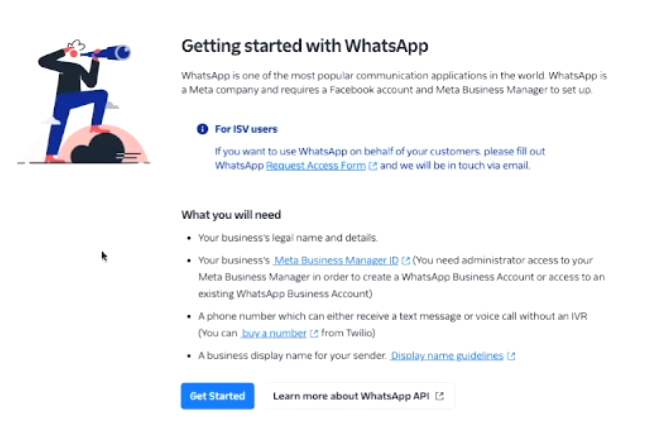 Getting started with WhatsApp
WhatsApp is one of the most popular communication applications in the world. WhatsApp is
a Meta company and requires a Facebook account and Meta Business Manager to set up.
For ISV users
If you want to use WhatsApp on behalf of your customers, please fill out
WhatsApp Request Access Form and we will be in touch via email.
What you will need
• Your business's legal name and details.
• Your business's Meta Business Manager ID (You need administrator access to your
Meta Business Manager in order to create a WhatsApp Business Account or access to an
existing WhatsApp Business Account)
• A phone number which can either receive a text message or voice call without an IVR
(You can buy a number from Twilio)
• A business display name for your sender. Display name guidelines
Get Started Learn more about WhatsApp API